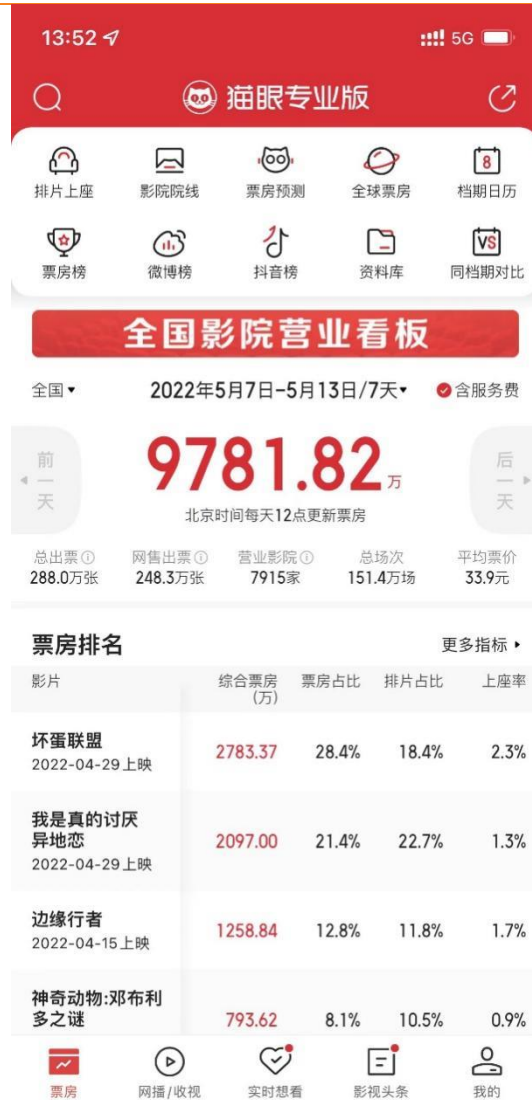 13:52 5G
猫眼专业版
排片上座 影院院线 票房预测 全球票房 8 档期日历
票房榜 微博榜 抖音榜 资料库 VS 同档期对比
全国影院营业看板
全国 2022年5月7日-5月13日/7天 含服务费
前一天 9781.82万 后一天
北京时间每天12点更新票房
总出票 网售出票 营业影院 总场次 平均票价
288.0万张 248.3万张 7915家 151.4万场 33.9元
票房排名 更多指标
影片 综合票房 票房占比 排片占比 上座率
(万)
坏蛋联盟 2783.37 28.4% 18.4% 2.3%
2022-04-29上映
我是真的讨厌
异地恋 2097.00 21.4% 22.7% 1.3%
2022-04-29上映
边缘行者 1258.84 12.8% 11.8% 1.7%
2022-04-15上映
神奇动物:邓布利
多之谜 793.62 8.1% 10.5% 0.9%
票房 网播/收视 实时想看 影视头条 我的